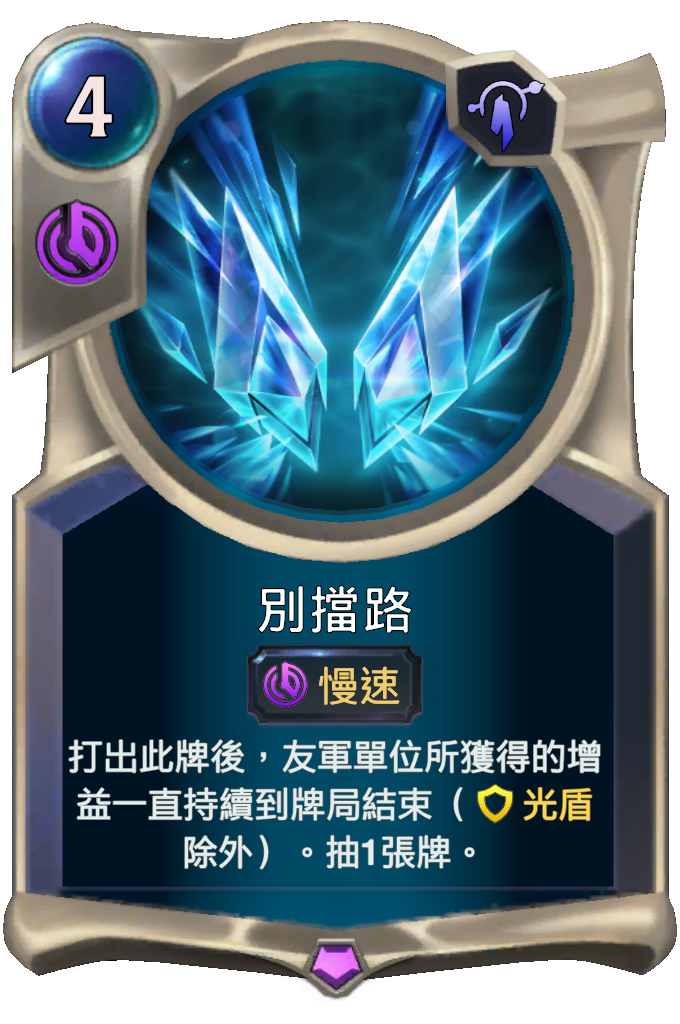 4
別擋路
慢速
打出此牌後，友軍單位所獲得的增
益一直持續到牌局結束（光盾
除外）。抽1張牌。